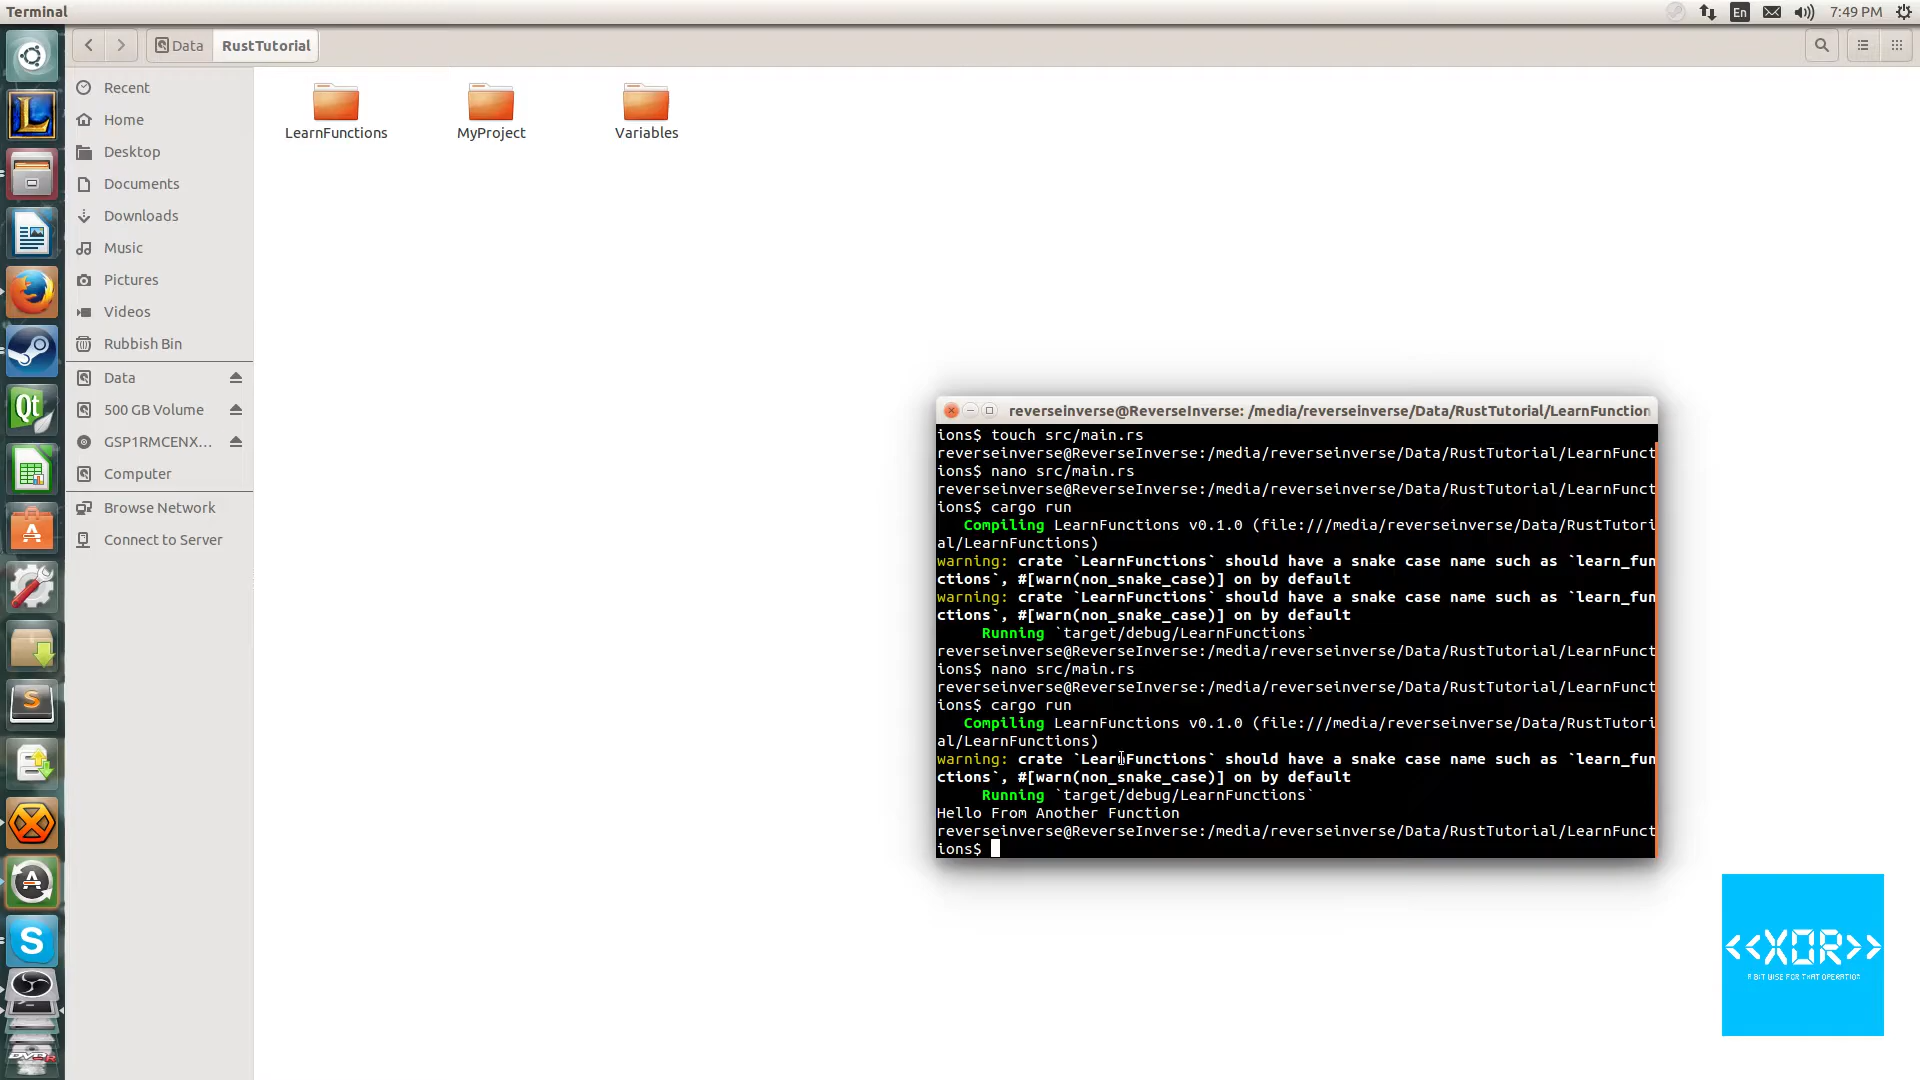 Terminal
En
7:49 PM
Data
RustTutorial
Recent
Home
Desktop
Documents
Downloads
Music
Pictures
Videos
Rubbish Bin
Data
500 GB Volume
GSP1RMCENX…
Computer
Browse Network
Connect to Server
LearnFunctions
MyProject
Variables
reverseinverse@ReverseInverse: /media/reverseinverse/Data/RustTutorial/LearnFunction
ions$ touch src/main.rs
reverseinverse@ReverseInverse:/media/reverseinverse/Data/RustTutorial/LearnFunct
ions$ nano src/main.rs
reverseinverse@ReverseInverse:/media/reverseinverse/Data/RustTutorial/LearnFunct
ions$ cargo run
Compiling LearnFunctions v0.1.0 (file:///media/reverseinverse/Data/RustTutori
al/LearnFunctions)
warning: crate `LearnFunctions` should have a snake case name such as `learn_fun
ctions`, #[warn(non_snake_case)] on by default
warning: crate `LearnFunctions` should have a snake case name such as `learn_fun
ctions`, #[warn(non_snake_case)] on by default
Running `target/debug/LearnFunctions`
reverseinverse@ReverseInverse:/media/reverseinverse/Data/RustTutorial/LearnFunct
ions$ nano src/main.rs
reverseinverse@ReverseInverse:/media/reverseinverse/Data/RustTutorial/LearnFunct
ions$ cargo run
Compiling LearnFunctions v0.1.0 (file:///media/reverseinverse/Data/RustTutori
al/LearnFunctions)
warning: crate `LearnFunctions` should have a snake case name such as `learn_fun
ctions`, #[warn(non_snake_case)] on by default
Running `target/debug/LearnFunctions`
Hello From Another Function
reverseinverse@ReverseInverse:/media/reverseinverse/Data/RustTutorial/LearnFunct
ions$
<<XOR>>
A BIT WISE FOR THAT OPERATION
L
Qt
S
A
S